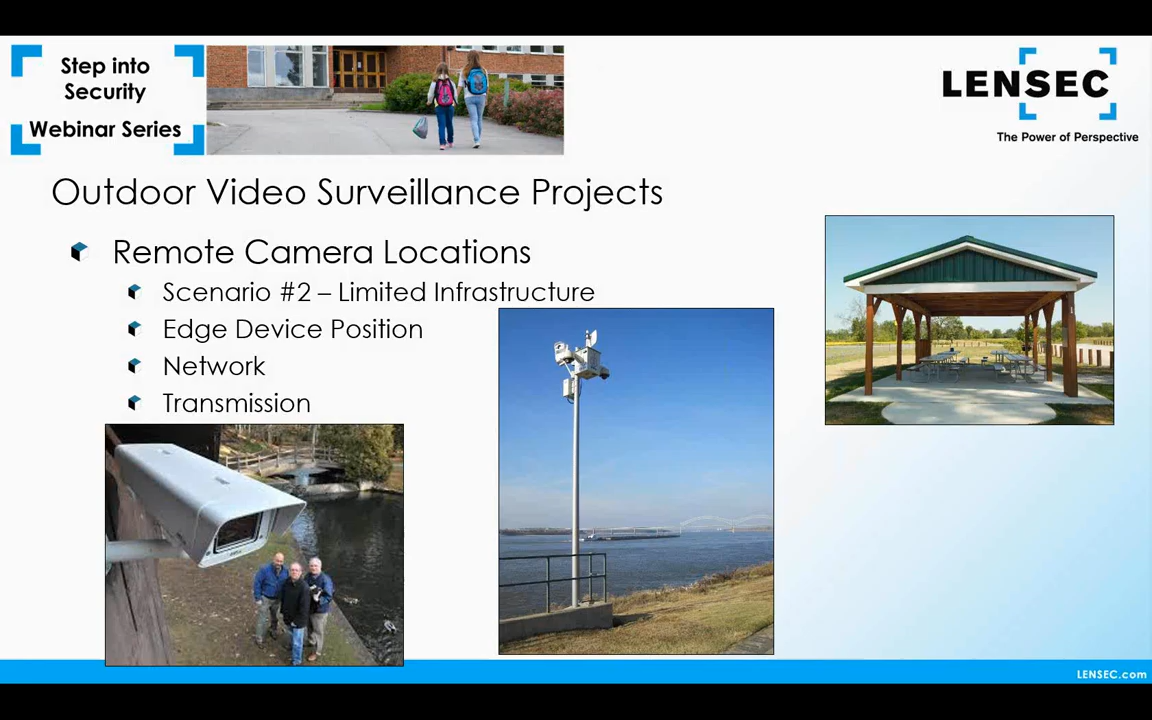 Step into
Security
Webinar Series
LENSEC
The Power of Perspective
Outdoor Video Surveillance Projects
Remote Camera Locations
Scenario #2 – Limited Infrastructure
Edge Device Position
Network
Transmission
LENSEC.com